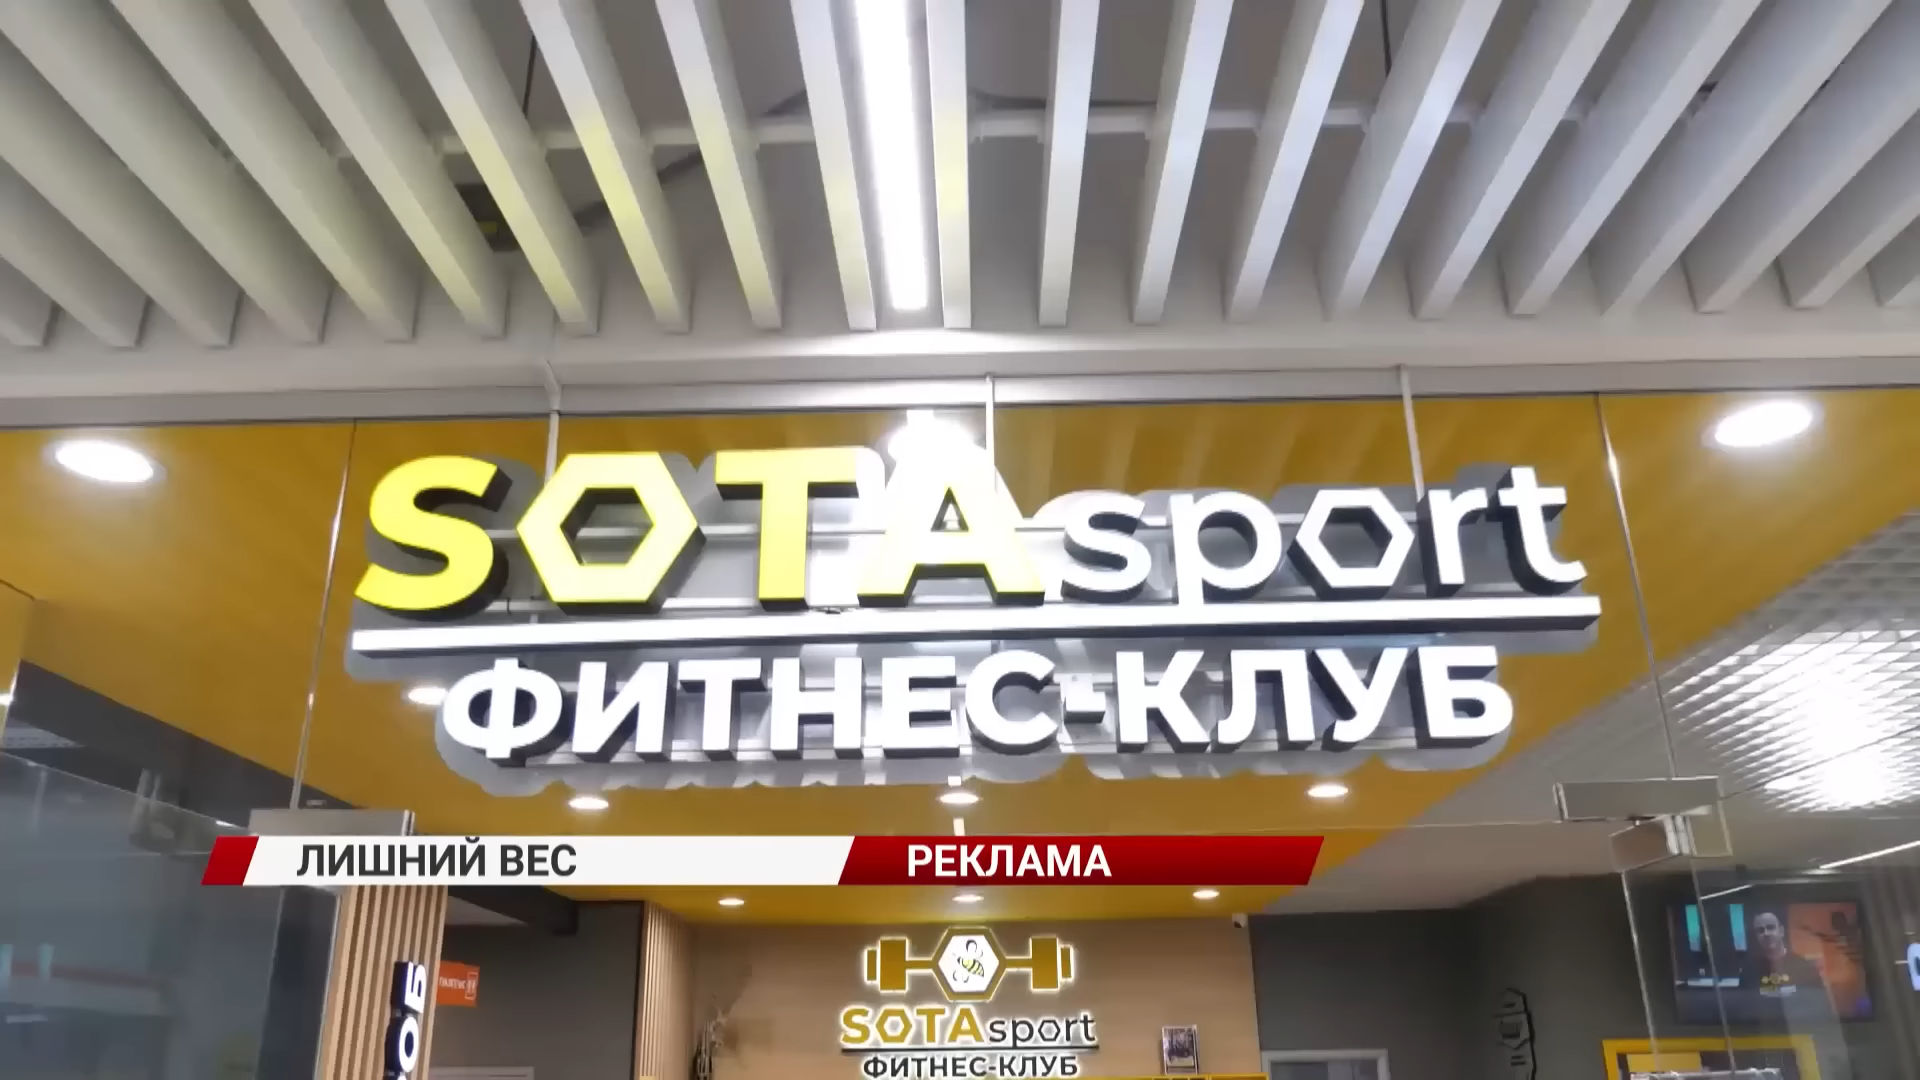 SOTAsport
ФИТНЕС-КЛУБ
ЛИШНИЙ ВЕС
РЕКЛАМА
SOTAsport
ФИТНЕС-КЛУБ